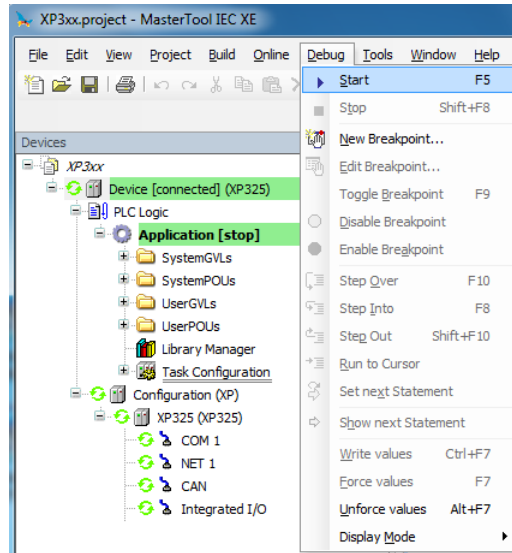 XP3xx.project - MasterTool IEC XE
File Edit View Project Build Online Debug Tools Window Help
Start F5
Stop Shift+F8
New Breakpoint...
Edit Breakpoint...
Toggle Breakpoint F9
Disable Breakpoint
Enable Breakpoint
Step Over F10
Step Into F8
Step Out Shift+F10
Run to Cursor
Set next Statement
Show next Statement
Write values Ctrl+F7
Force values F7
Unforce values Alt+F7
Display Mode
Devices
XP3xx
Device [connected] (XP325)
PLC Logic
Application [stop]
SystemGVLs
SystemPOUs
UserGVLs
UserPOUs
Library Manager
Task Configuration
Configuration (XP)
XP325 (XP325)
COM 1
NET 1
CAN
Integrated I/O